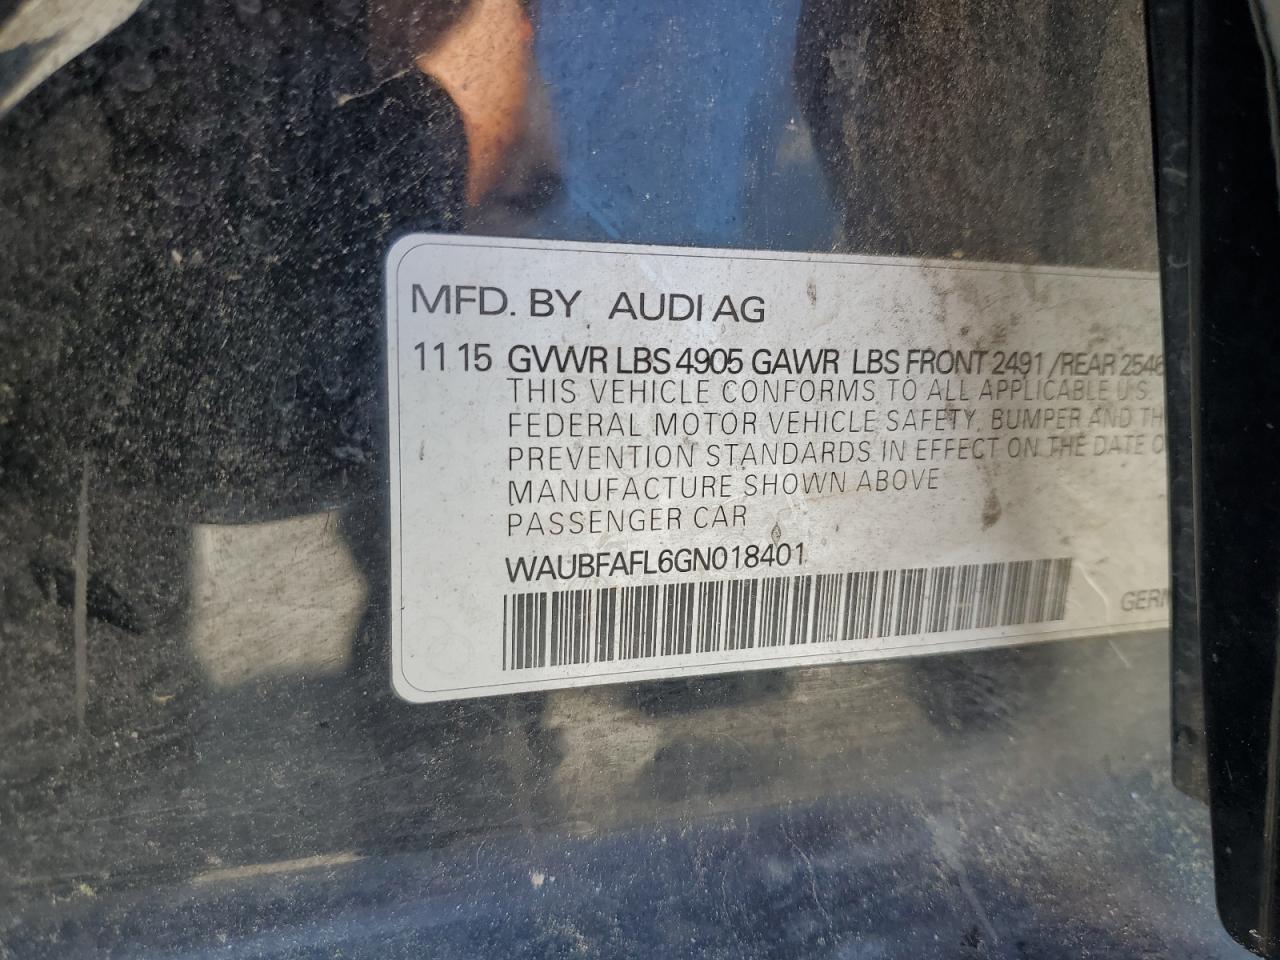 MFD. BY AUDI AG
11 15 GVWR LBS 4905 GAWR LBS FRONT 2491 /REAR 2546
THIS VEHICLE CONFORMS TO ALL APPLICABLE U.S.
FEDERAL MOTOR VEHICLE SAFETY, BUMPER AND TH
PREVENTION STANDARDS IN EFFECT ON THE DATE O
MANUFACTURE SHOWN ABOVE
PASSENGER CAR
WAUBFAFL6GN018401
GERM